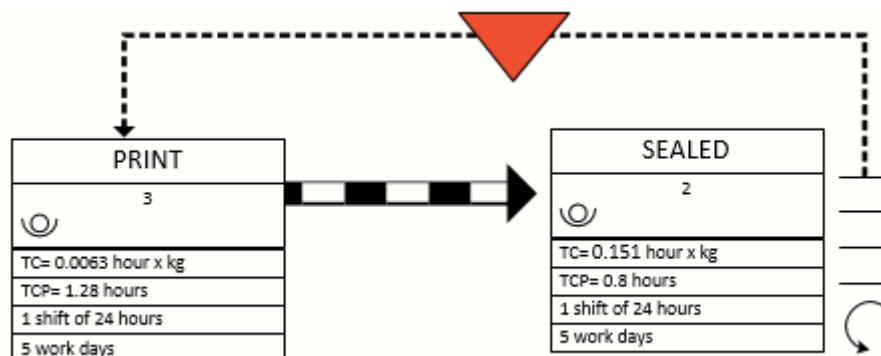 PRINT
3
TC= 0.0063 hour x kg
TCP= 1.28 hours
1 shift of 24 hours
5 work days
SEALED
2
TC= 0.151 hour x kg
TCP= 0.8 hours
1 shift of 24 hours
5 work days